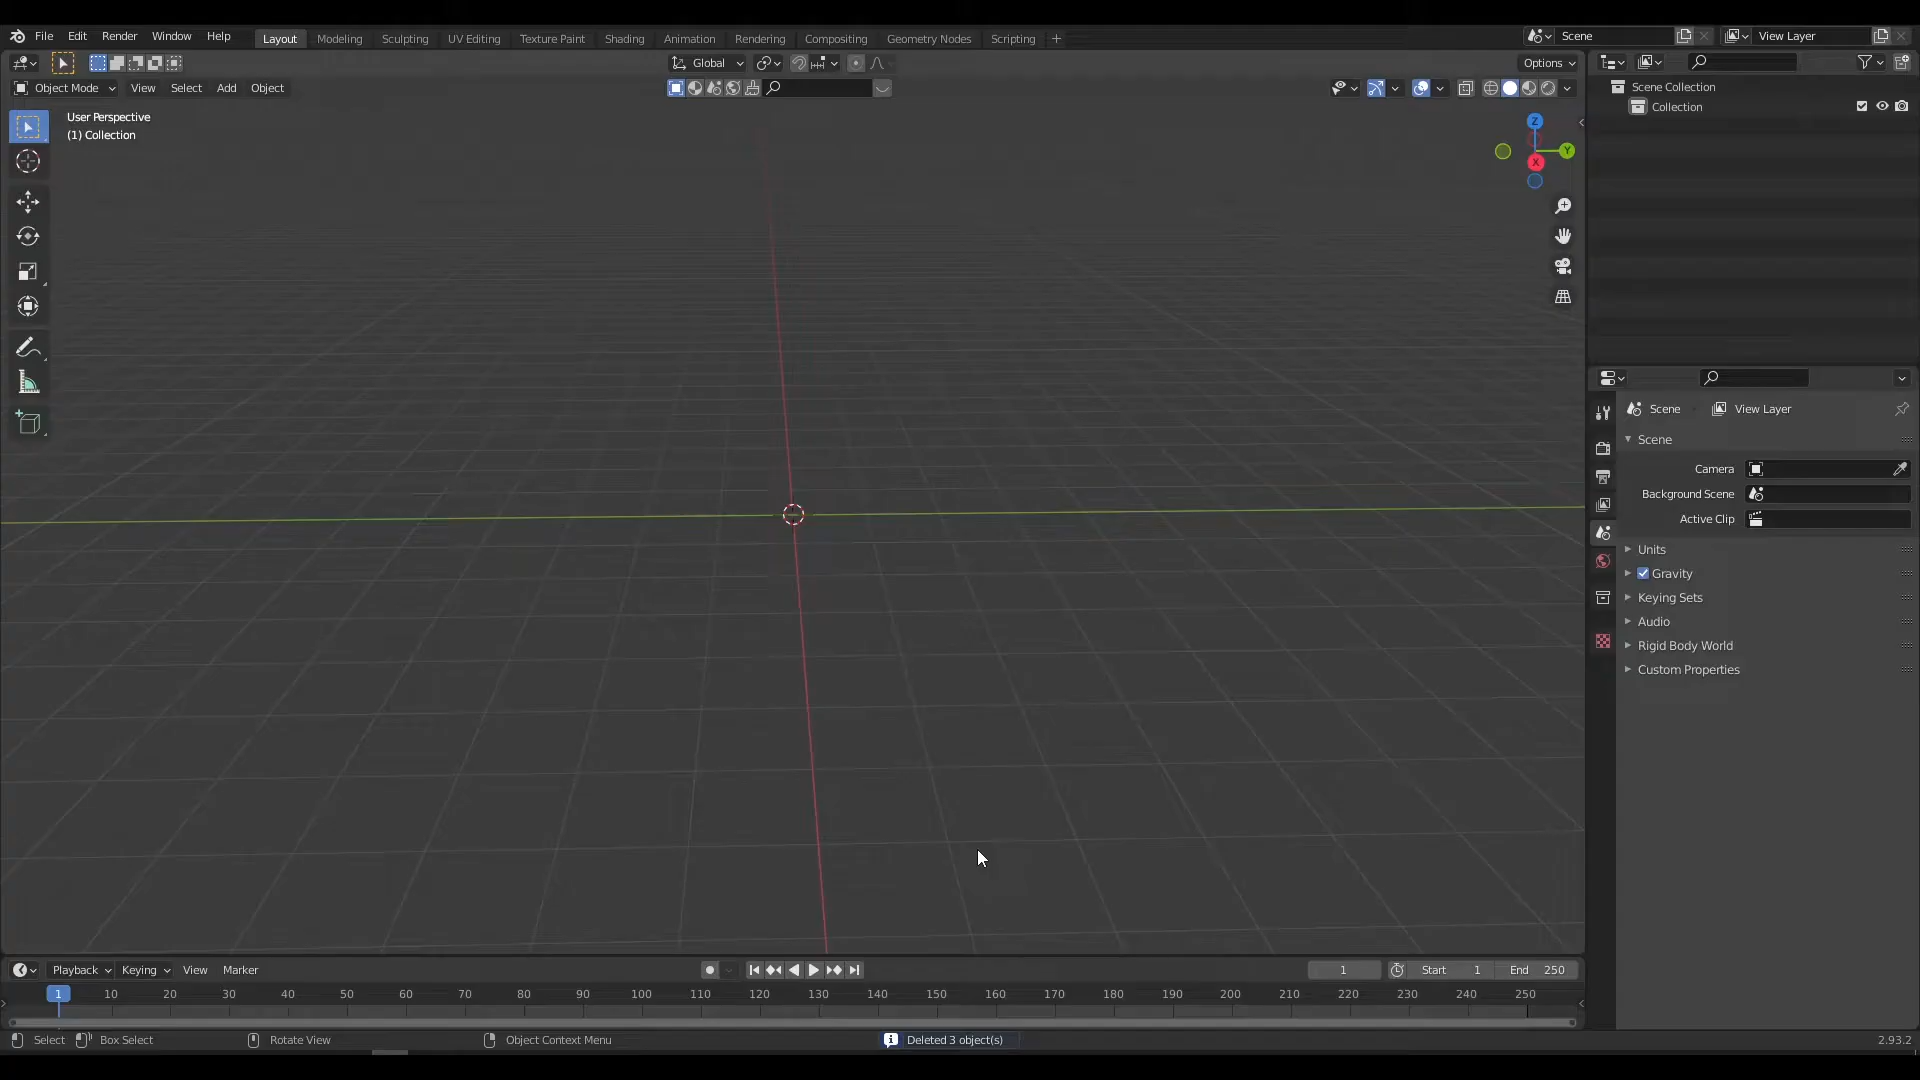 File Edit Render Window Help Layout Modeling Sculpting UV Editing Texture Paint Shading Animation Rendering Compositing Geometry Nodes Scripting + Scene View Layer
Global Options
Object Mode View Select Add Object
Scene Collection
Collection
User Perspective
(1) Collection
Z
Y
X
Scene View Layer
Scene
Camera
Background Scene
Active Clip
Units
Gravity
Keying Sets
Audio
Rigid Body World
Custom Properties
Playback Keying View Marker 1 Start 1 End 250
1 10 20 30 40 50 60 70 80 90 100 110 120 130 140 150 160 170 180 190 200 210 220 230 240 250
Select Box Select Rotate View Object Context Menu Deleted 3 object(s) 2.93.2